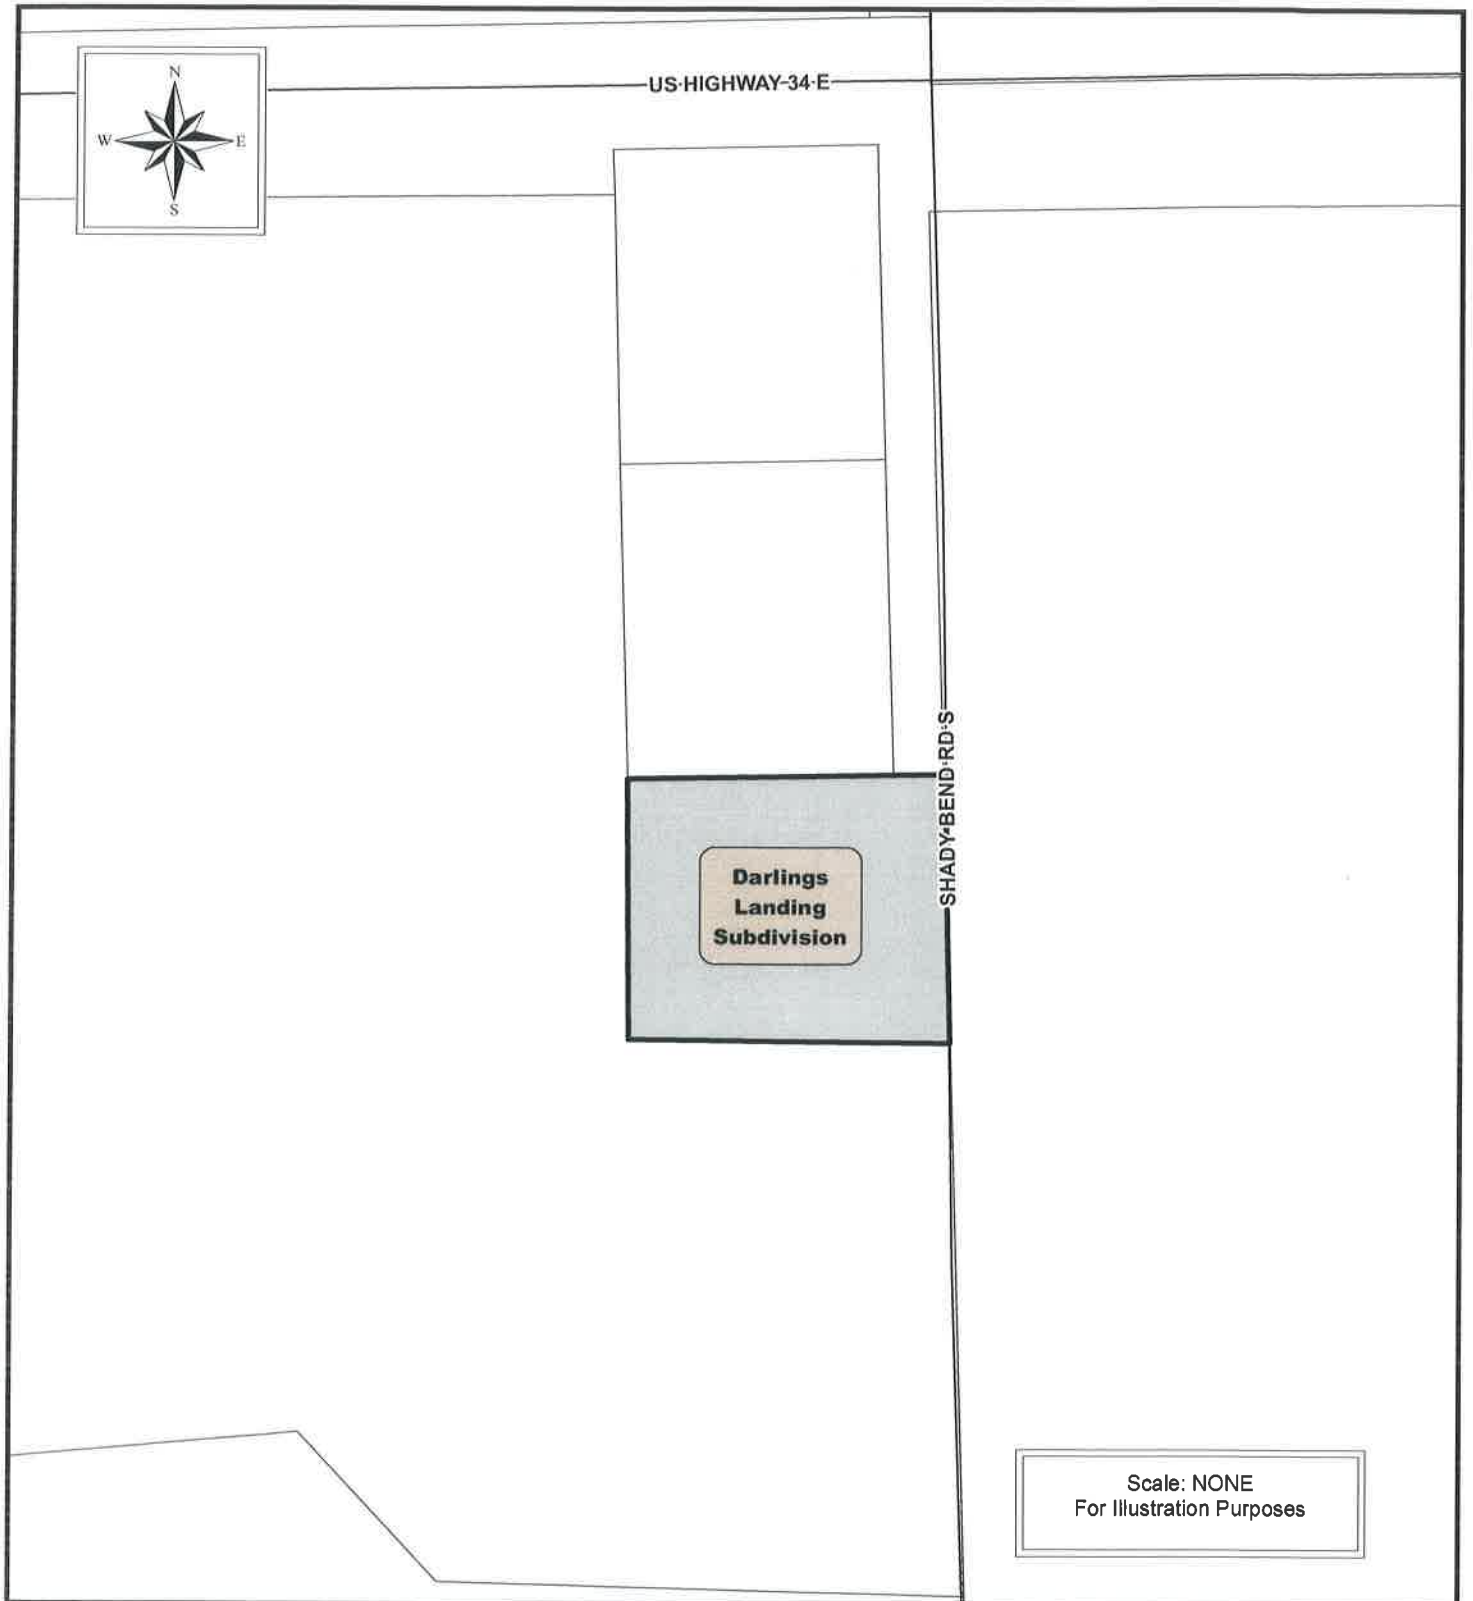 US HIGHWAY 34 E
N
W
E
S
SHADY BEND RD S
Darlings
Landing
Subdivision
Scale: NONE
For Illustration Purposes